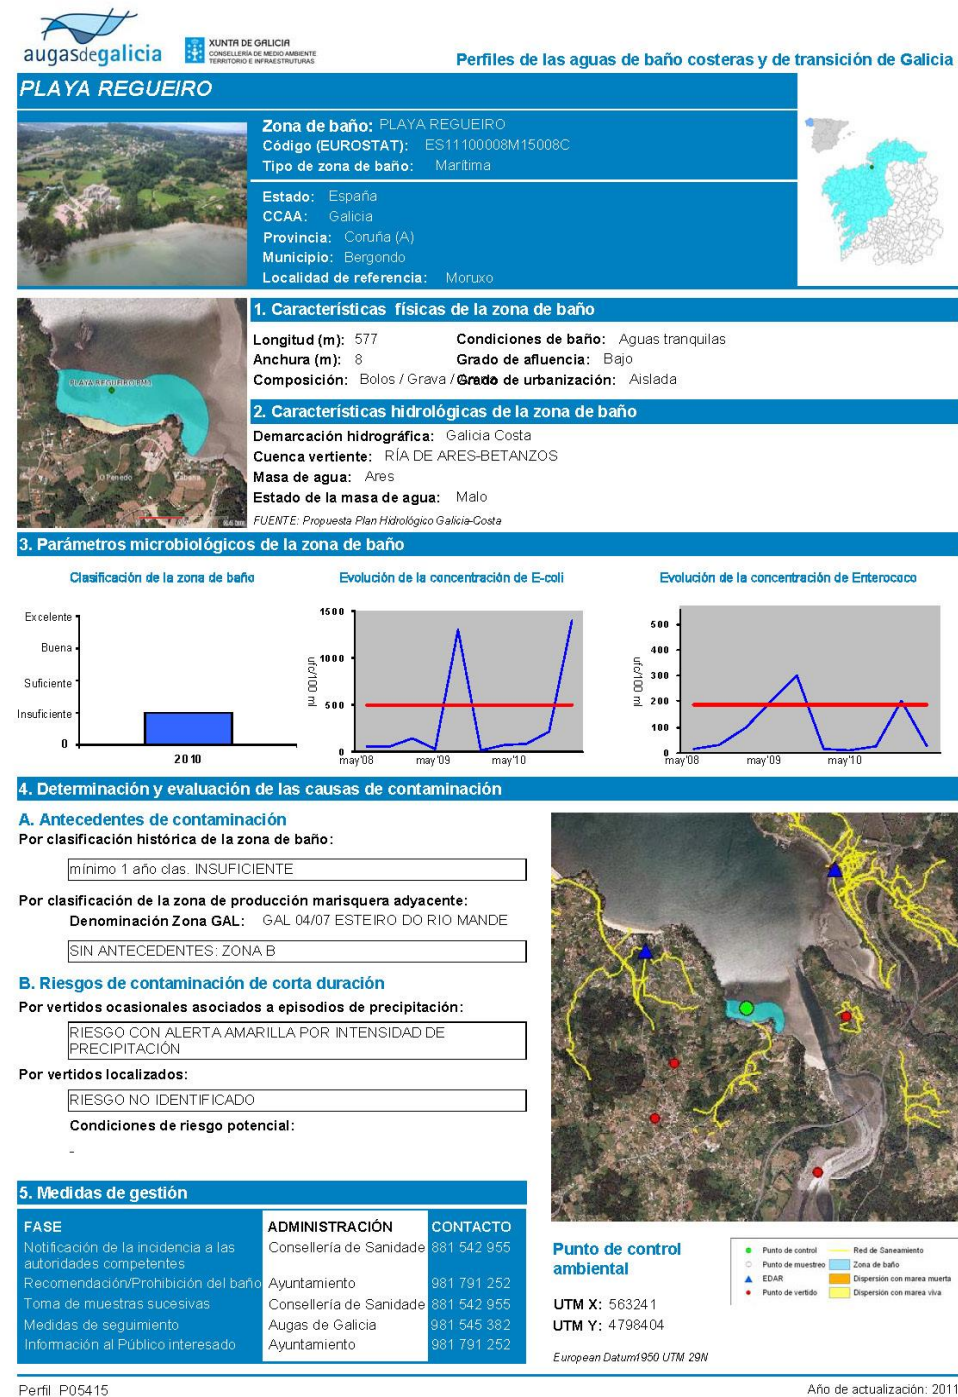 augasdegalicia
XUNTA DE GALICIA
CONSELLERÍA DE MEDIO AMBIENTE
TERRITORIO E INFRAESTRUTURAS
Perfiles de las aguas de baño costeras y de transición de Galicia
PLAYA REGUEIRO
Zona de baño: PLAYA REGUEIRO
Código (EUROSTAT): ES11100008M15008C
Tipo de zona de baño: Marítima
Estado: España
CCAA: Galicia
Provincia: Coruña (A)
Municipio: Bergondo
Localidad de referencia: Moruxo
1. Características físicas de la zona de baño
Longitud (m): 577 Condiciones de baño: Aguas tranquilas
Anchura (m): 8 Grado de afluencia: Bajo
Composición: Bolos / Grava / Arena Grado de urbanización: Aislada
PLAYA REGUEIRO PM1
O Penedo
2. Características hidrológicas de la zona de baño
Demarcación hidrográfica: Galicia Costa
Cuenca vertiente: RÍA DE ARES-BETANZOS
Masa de agua: Ares
Estado de la masa de agua: Malo
FUENTE: Propuesta Plan Hidrológico Galicia-Costa
3. Parámetros microbiológicos de la zona de baño
Clasificación de la zona de baño
Excelente
Buena
Suficiente
Insuficiente
0
2010
Evolución de la concentración de E-coli
ufc/100 ml
1500
1000
500
0
may'08 may'09 may'10
Evolución de la concentración de Enterococo
ufc/100 ml
500
400
300
200
100
0
may'08 may'09 may'10
4. Determinación y evaluación de las causas de contaminación
A. Antecedentes de contaminación
Por clasificación histórica de la zona de baño:
mínimo 1 año clas. INSUFICIENTE
Por clasificación de la zona de producción marisquera adyacente:
Denominación Zona GAL: GAL 04/07 ESTEIRO DO RIO MANDE
SIN ANTECEDENTES: ZONA B
B. Riesgos de contaminación de corta duración
Por vertidos ocasionales asociados a episodios de precipitación:
RIESGO CON ALERTA AMARILLA POR INTENSIDAD DE
PRECIPITACIÓN
Por vertidos localizados:
RIESGO NO IDENTIFICADO
Condiciones de riesgo potencial:
-
5. Medidas de gestión
FASE ADMINISTRACIÓN CONTACTO
Notificación de la incidencia a las autoridades competentes Consellería de Sanidade 881 542 955
Recomendación/Prohibición del baño Ayuntamiento 981 791 252
Toma de muestras sucesivas Consellería de Sanidade 881 542 955
Medidas de seguimiento Augas de Galicia 981 545 382
Información al Público interesado Ayuntamiento 981 791 252
Punto de control
ambiental
UTM X: 563241
UTM Y: 4798404
European Datum1950 UTM 29N
Punto de control Red de Saneamiento
Punto de muestreo Zona de baño
EDAR Dispersión con marea muerta
Punto de vertido Dispersión con marea viva
Perfil P05415
Año de actualización: 2011